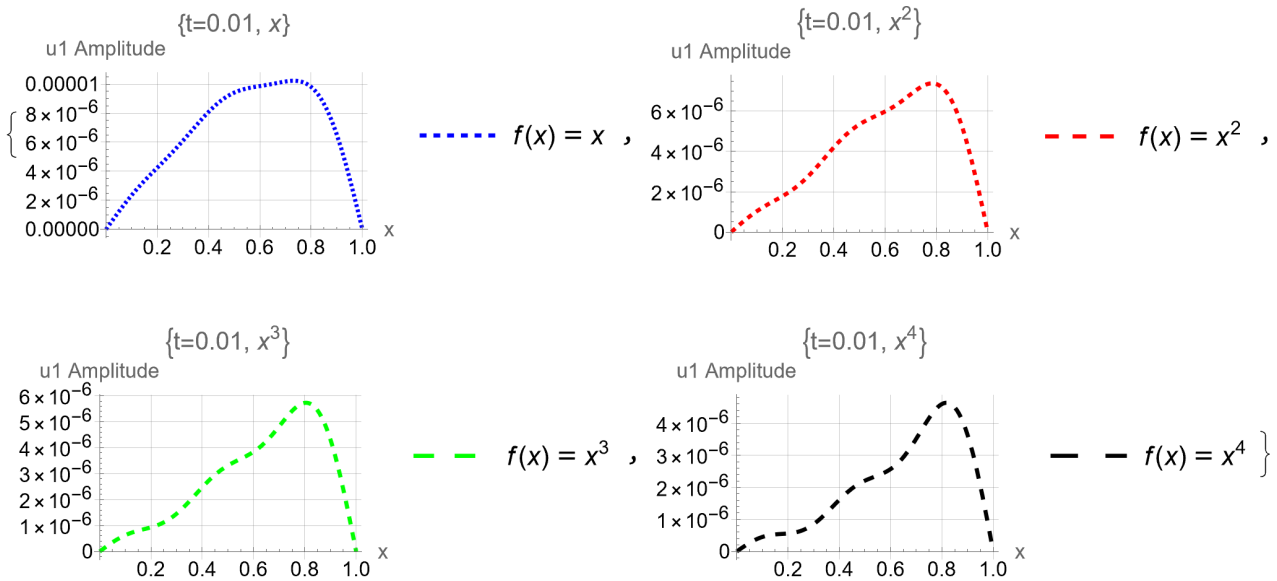 {t=0.01, x}
u1 Amplitude
0.00001
8 × 10⁻⁶
6 × 10⁻⁶
4 × 10⁻⁶
2 × 10⁻⁶
0.00000
0.2 0.4 0.6 0.8 1.0
x
{
f(x) = x ,
{t=0.01, x²}
u1 Amplitude
6 × 10⁻⁶
4 × 10⁻⁶
2 × 10⁻⁶
0
0.2 0.4 0.6 0.8 1.0
x
f(x) = x² ,
{t=0.01, x³}
u1 Amplitude
6 × 10⁻⁶
5 × 10⁻⁶
4 × 10⁻⁶
3 × 10⁻⁶
2 × 10⁻⁶
1 × 10⁻⁶
0
0.2 0.4 0.6 0.8 1.0
x
f(x) = x³ ,
{t=0.01, x⁴}
u1 Amplitude
4 × 10⁻⁶
3 × 10⁻⁶
2 × 10⁻⁶
1 × 10⁻⁶
0
0.2 0.4 0.6 0.8 1.0
x
f(x) = x⁴ }